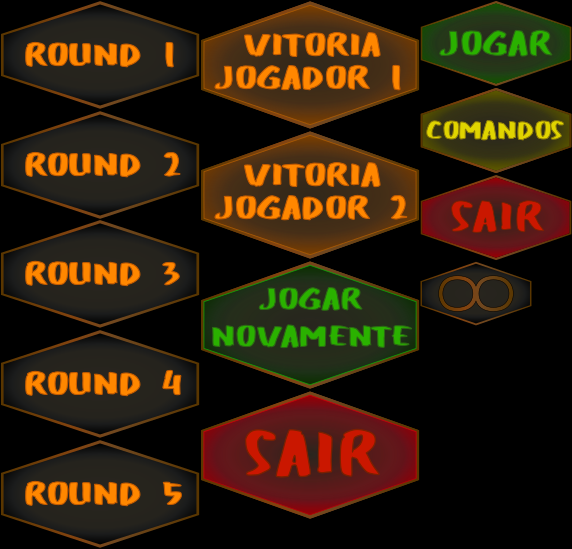 ROUND 1
ROUND 2
ROUND 3
ROUND 4
ROUND 5
VITORIA
JOGADOR 1
VITORIA
JOGADOR 2
JOGAR
NOVAMENTE
SAIR
JOGAR
COMANDOS
SAIR